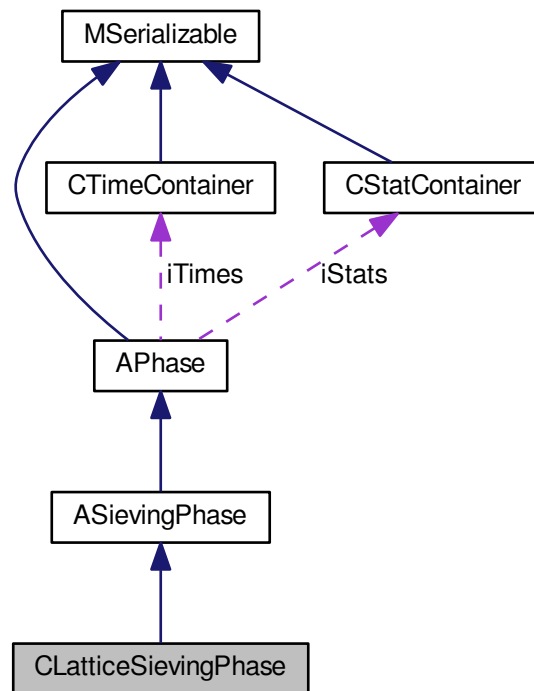 MSerializable
CTimeContainer
CStatContainer
iTimes
iStats
APhase
ASievingPhase
CLatticeSievingPhase